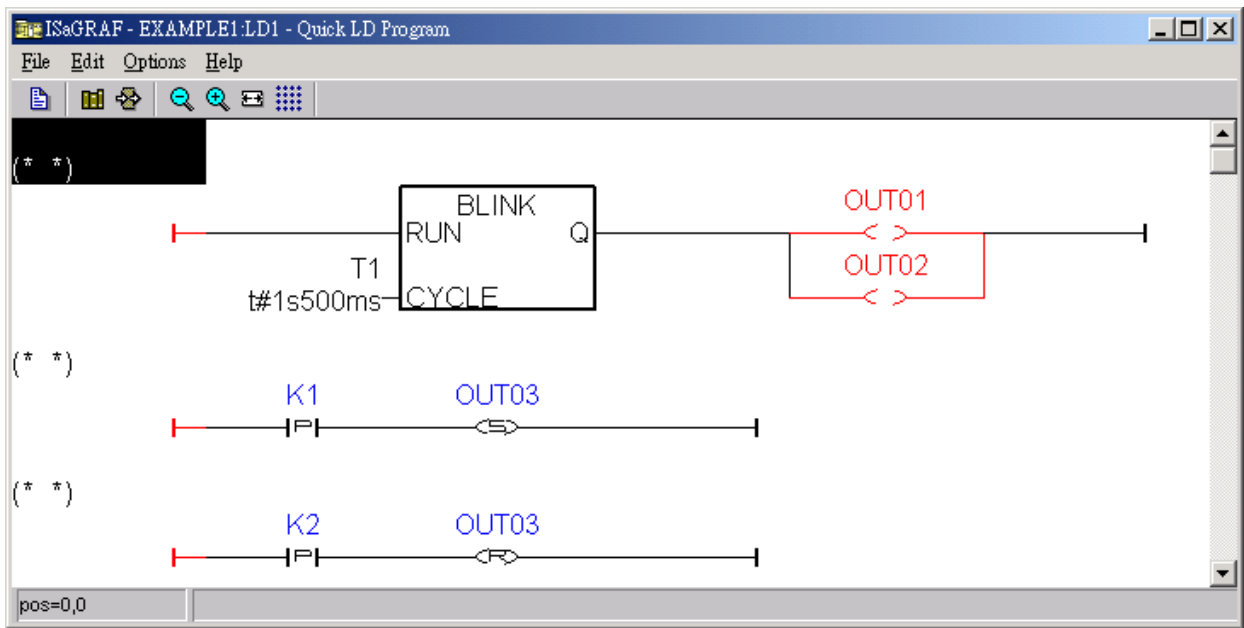 ISaGRAF - EXAMPLE1:LD1 - Quick LD Program
File Edit Options Help
(* *)
BLINK
OUT01
RUN Q
T1
OUT02
t#1s500ms CYCLE
(* *)
K1 OUT03
P S
(* *)
K2 OUT03
P R
pos=0,0